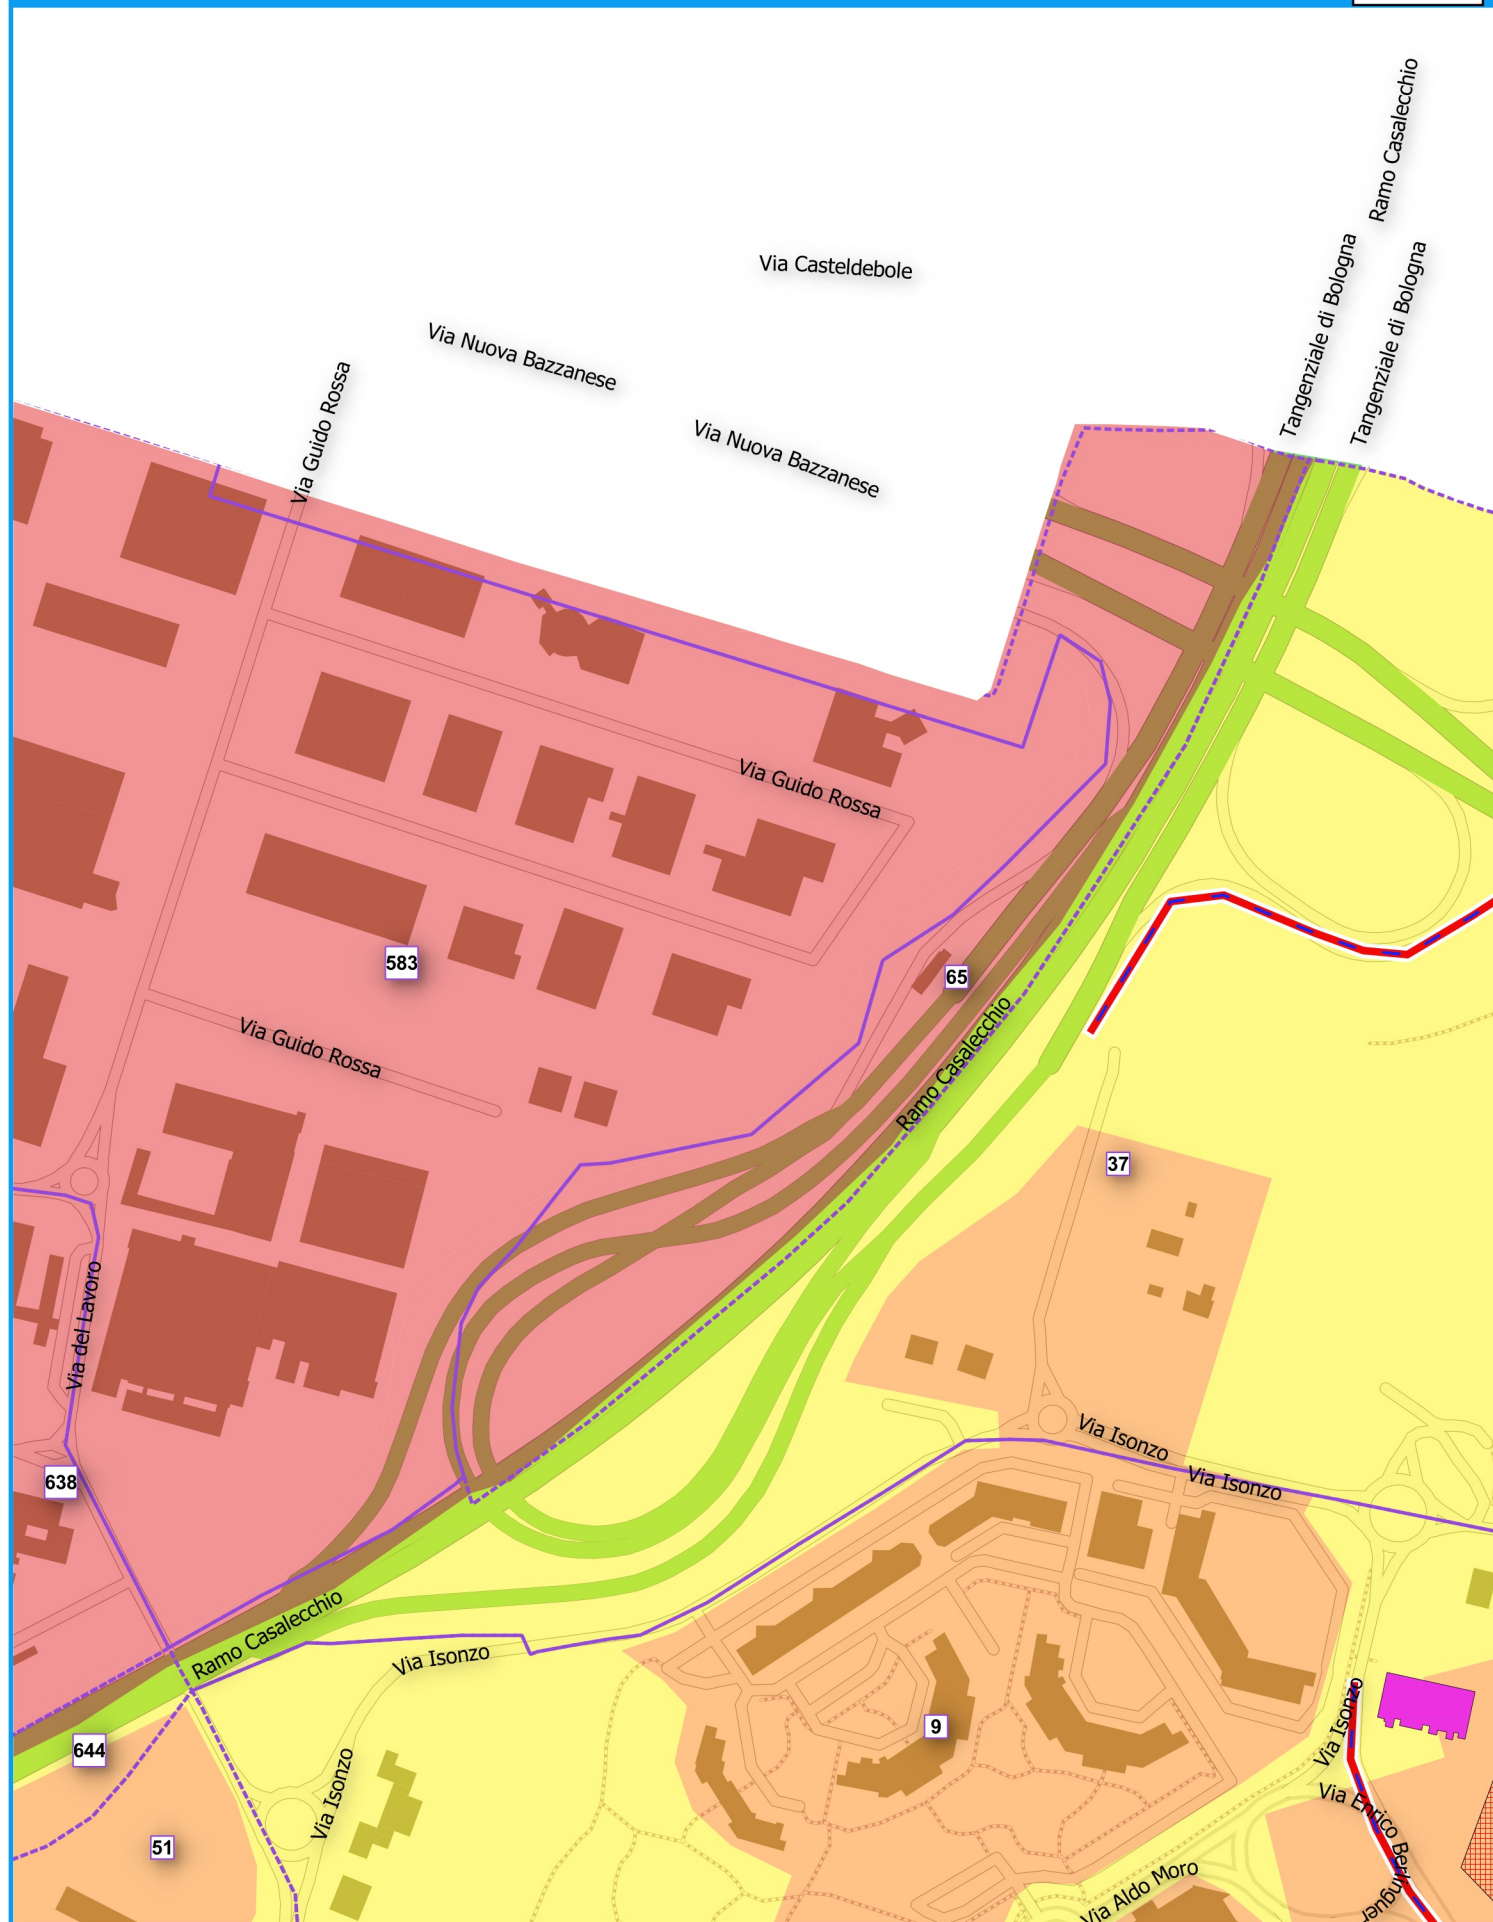 Ramo Casalecchio
Tangenziale di Bologna
Tangenziale di Bologna
Via Casteldebole
Via Nuova Bazzanese
Via Nuova Bazzanese
Via Guido Rossa
Via Guido Rossa
583
65
Via Guido Rossa
Ramo Casalecchio
37
Via del Lavoro
Via Isonzo
Via Isonzo
638
Ramo Casalecchio
Via Isonzo
Via Isonzo
9
644
Via Isonzo
Via Enrico Berlinguer
51
Via Aldo Moro